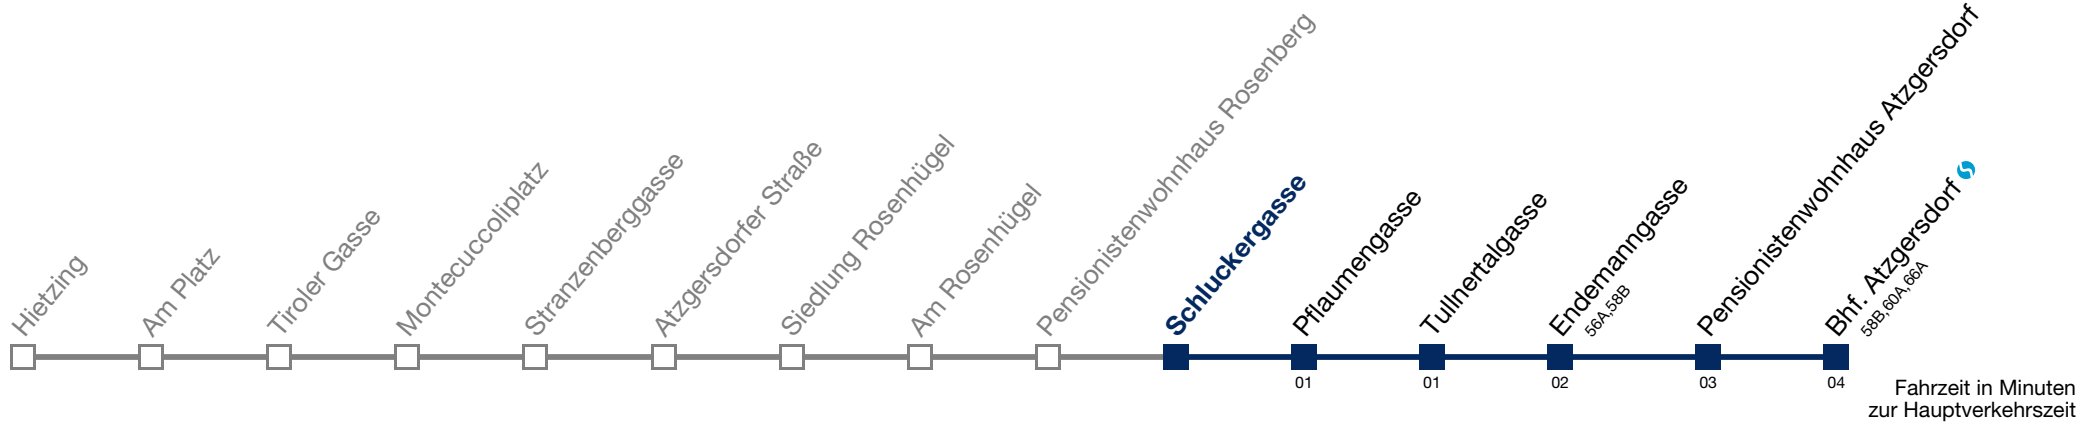 Hietzing
Am Platz
Tiroler Gasse
Montecuccoliplatz
Stranzenberggasse
Atzgersdorfer Straße
Siedlung Rosenhügel
Am Rosenhügel
Pensionistenwohnhaus Rosenberg
Schluckergasse
Pflaumengasse
Tullnertalgasse
Endemanngasse
56A,58B
Pensionistenwohnhaus Atzgersdorf
Bhf. Atzgersdorf
58B,60A,66A
01
01
02
03
04
Fahrzeit in Minuten
zur Hauptverkehrszeit